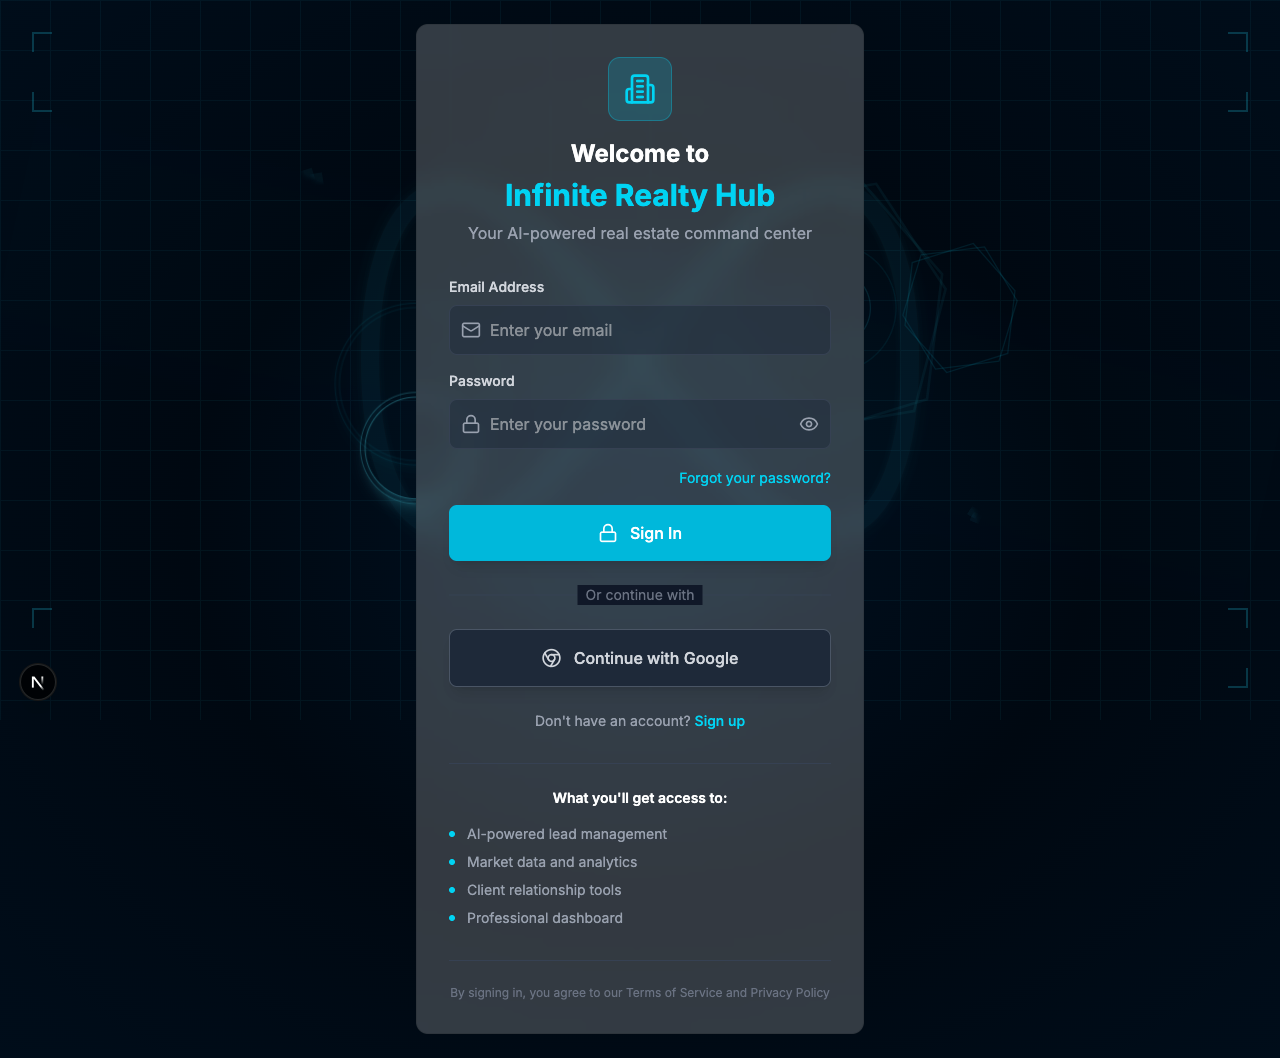 Welcome to
Infinite Realty Hub
Your AI-powered real estate command center
Email Address
Enter your email
Password
Enter your password
Forgot your password?
Sign In
Or continue with
Continue with Google
N
Don't have an account? Sign up
What you'll get access to:
AI-powered lead management
Market data and analytics
Client relationship tools
Professional dashboard
By signing in, you agree to our Terms of Service and Privacy Policy